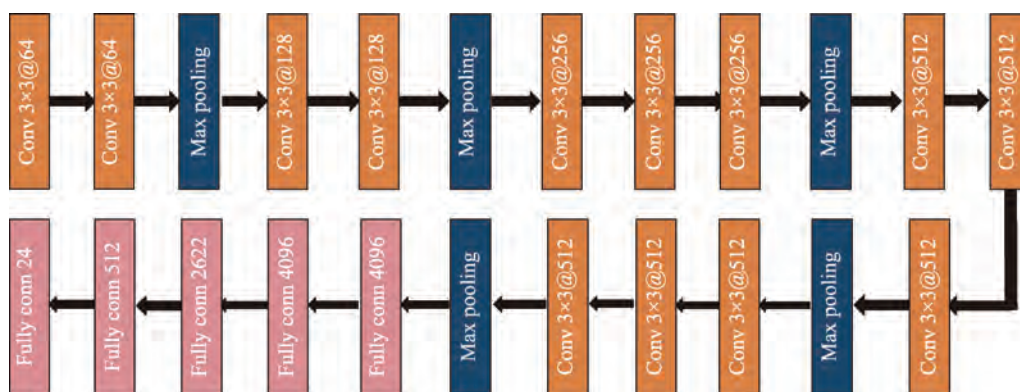 Conv 3×3@64
Conv 3×3@64
Max pooling
Conv 3×3@128
Conv 3×3@128
Max pooling
Conv 3×3@256
Conv 3×3@256
Conv 3×3@256
Max pooling
Conv 3×3@512
Conv 3×3@512
Conv 3×3@512
Max pooling
Conv 3×3@512
Conv 3×3@512
Conv 3×3@512
Max pooling
Fully conn 4096
Fully conn 4096
Fully conn 2622
Fully conn 512
Fully conn 24